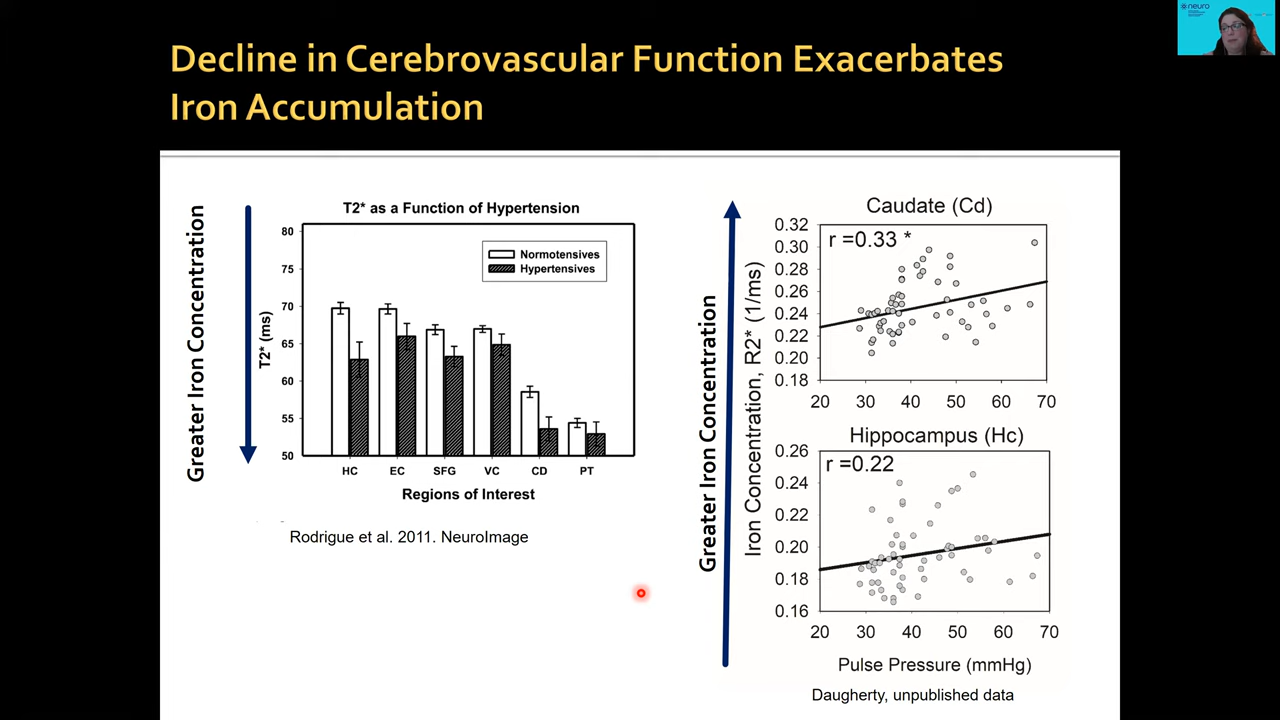 Decline in Cerebrovascular Function Exacerbates
Iron Accumulation
neuro
Greater Iron Concentration
T2* as a Function of Hypertension
Normotensives
Hypertensives
T2* (ms)
80
75
70
65
60
55
50
HC EC SFG VC CD PT
Regions of Interest
Rodrigue et al. 2011. NeuroImage
Greater Iron Concentration
Iron Concentration, R2* (1/ms)
Caudate (Cd)
r =0.33 *
0.32
0.30
0.28
0.26
0.24
0.22
0.20
0.18
20 30 40 50 60 70
Hippocampus (Hc)
r =0.22
0.26
0.24
0.22
0.20
0.18
0.16
20 30 40 50 60 70
Pulse Pressure (mmHg)
Daugherty, unpublished data